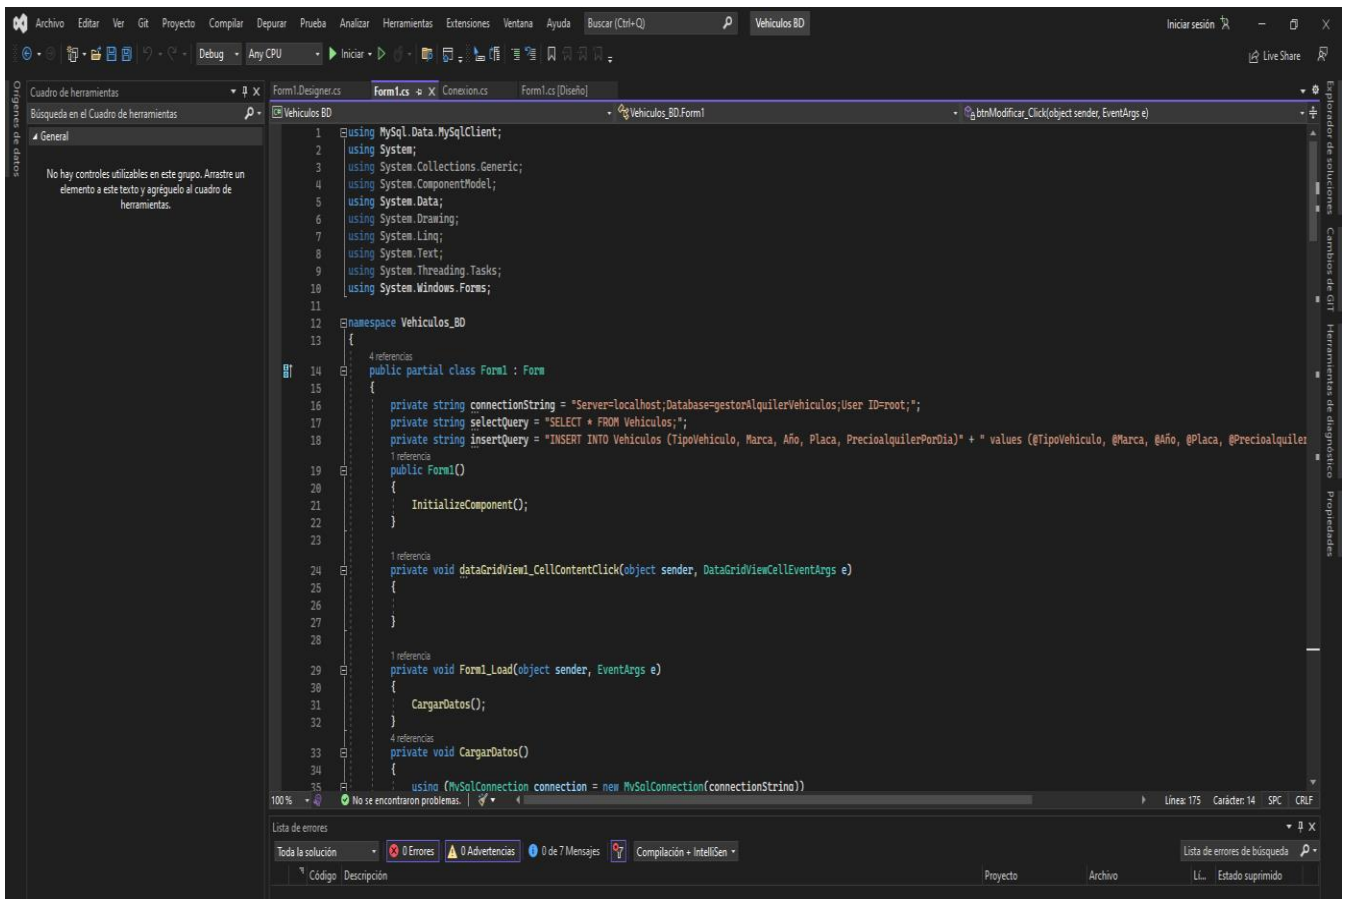 Archivo Editar Ver Git Proyecto Compilar Depurar Prueba Analizar Herramientas Extensiones Ventana Ayuda Buscar (Ctrl+Q) Vehiculos BD Iniciar sesión
Debug Any CPU Iniciar Live Share
Orígenes de datos
Cuadro de herramientas
Búsqueda en el Cuadro de herramientas
General
No hay controles utilizables en este grupo. Arrastre un
elemento a este texto y agréguelo al cuadro de
herramientas.
Form1.Designer.cs Form1.cs Conexion.cs Form1.cs [Diseño]
Vehiculos BD Vehiculos_BD.Form1 btnModificar_Click(object sender, EventArgs e)
1 using MySql.Data.MySqlClient;
2 using System;
3 using System.Collections.Generic;
4 using System.ComponentModel;
5 using System.Data;
6 using System.Drawing;
7 using System.Linq;
8 using System.Text;
9 using System.Threading.Tasks;
10 using System.Windows.Forms;
11
12 namespace Vehiculos_BD
13 {
4 referencias
14 public partial class Form1 : Form
15 {
16 private string connectionString = "Server=localhost;Database=gestorAlquilerVehiculos;User ID=root;";
17 private string selectQuery = "SELECT * FROM Vehiculos;";
18 private string insertQuery = "INSERT INTO Vehiculos (TipoVehiculo, Marca, Año, Placa, PrecioalquilerPorDia)" + " values (@TipoVehiculo, @Marca, @Año, @Placa, @Precioalquiler
1 referencia
19 public Form1()
20 {
21 InitializeComponent();
22 }
23
1 referencia
24 private void dataGridView1_CellContentClick(object sender, DataGridViewCellEventArgs e)
25 {
26
27 }
28
1 referencia
29 private void Form1_Load(object sender, EventArgs e)
30 {
31 CargarDatos();
32 }
4 referencias
33 private void CargarDatos()
34 {
35 using (MySqlConnection connection = new MySqlConnection(connectionString))
100 % No se encontraron problemas. Línea: 175 Carácter: 14 SPC CRLF
Lista de errores
Toda la solución 0 Errores 0 Advertencias 0 de 7 Mensajes Compilación + IntelliSen Lista de errores de búsqueda
Código Descripción Proyecto Archivo Lí... Estado suprimido
Explorador de soluciones
Cambios de GIT
Herramientas de diagnóstico
Propiedades